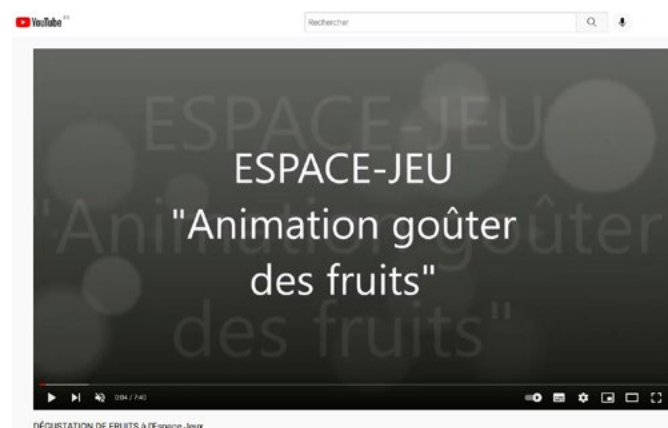 YouTube
Rechercher
ESPACE-JEU
"Animation goûter
des fruits"
0:04 / 7:40
DÉGUSTATION DE FRUITS à l'Espace Jeux